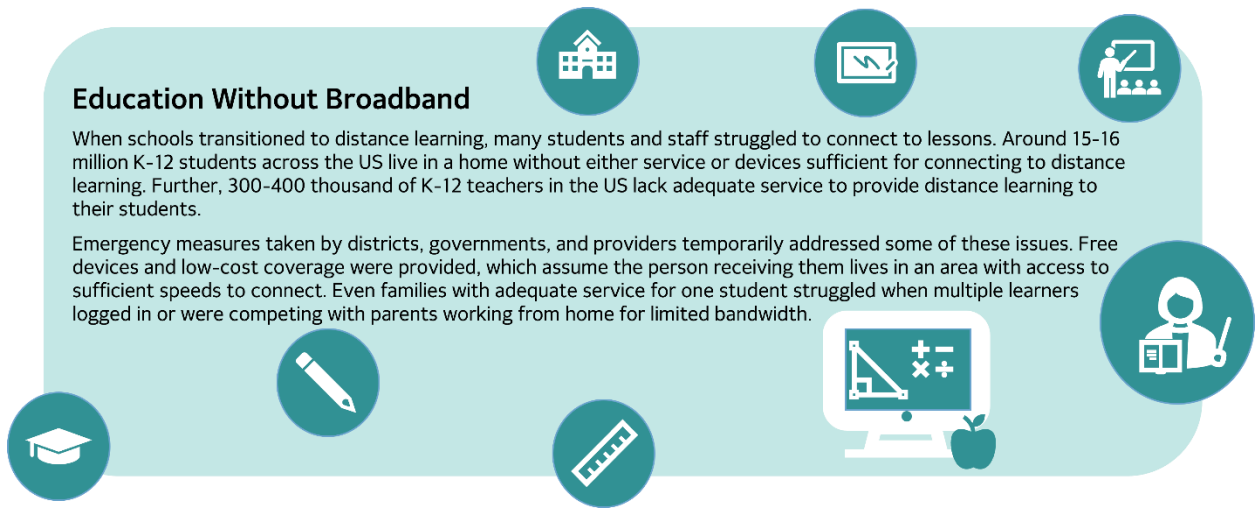 Education Without Broadband
When schools transitioned to distance learning, many students and staff struggled to connect to lessons. Around 15-16
million K-12 students across the US live in a home without either service or devices sufficient for connecting to distance
learning. Further, 300-400 thousand of K-12 teachers in the US lack adequate service to provide distance learning to
their students.
Emergency measures taken by districts, governments, and providers temporarily addressed some of these issues. Free
devices and low-cost coverage were provided, which assume the person receiving them lives in an area with access to
sufficient speeds to connect. Even families with adequate service for one student struggled when multiple learners
logged in or were competing with parents working from home for limited bandwidth.